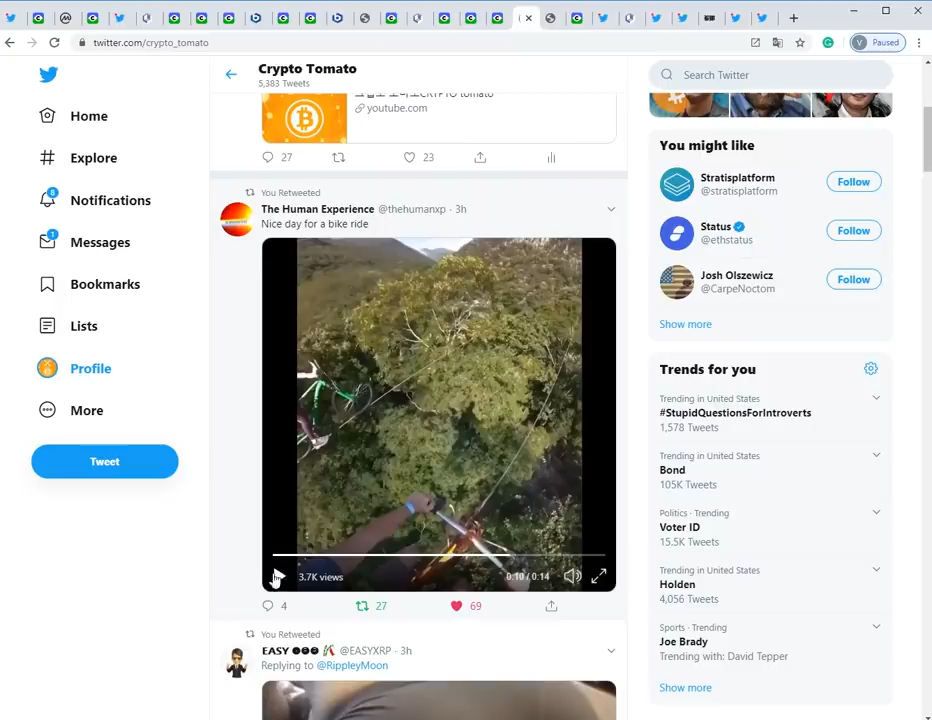 twitter.com/crypto_tomato
Paused
Crypto Tomato
5,383 Tweets
Search Twitter
Home
Explore
8
Notifications
1
Messages
Bookmarks
Lists
Profile
More
Tweet
tomato
youtube.com
27
23
You Retweeted
The Human Experience @thehumanxp · 3h
Nice day for a bike ride
3.7K views
0:10 / 0:14
4
27
69
You Retweeted
EASY @EASYXRP · 3h
Replying to @RippleyMoon
You might like
Stratisplatform
@stratisplatform
Follow
Status
@ethstatus
Follow
Josh Olszewicz
@CarpeNoctom
Follow
Show more
Trends for you
Trending in United States
#StupidQuestionsForIntroverts
1,578 Tweets
Trending in United States
Bond
105K Tweets
Politics · Trending
Voter ID
15.5K Tweets
Trending in United States
Holden
4,056 Tweets
Sports · Trending
Joe Brady
Trending with: David Tepper
Show more